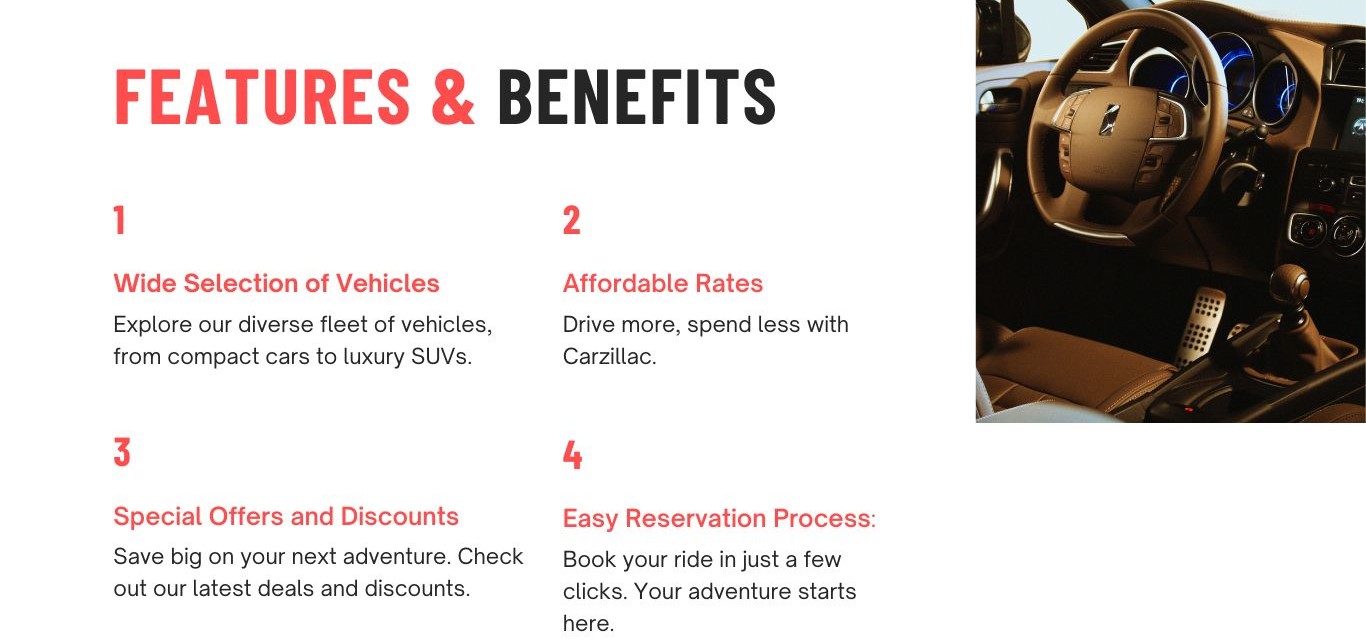 FEATURES & BENEFITS
1
Wide Selection of Vehicles
Explore our diverse fleet of vehicles,
from compact cars to luxury SUVs.
2
Affordable Rates
Drive more, spend less with
Carzillac.
3
Special Offers and Discounts
Save big on your next adventure. Check
out our latest deals and discounts.
4
Easy Reservation Process:
Book your ride in just a few
clicks. Your adventure starts
here.